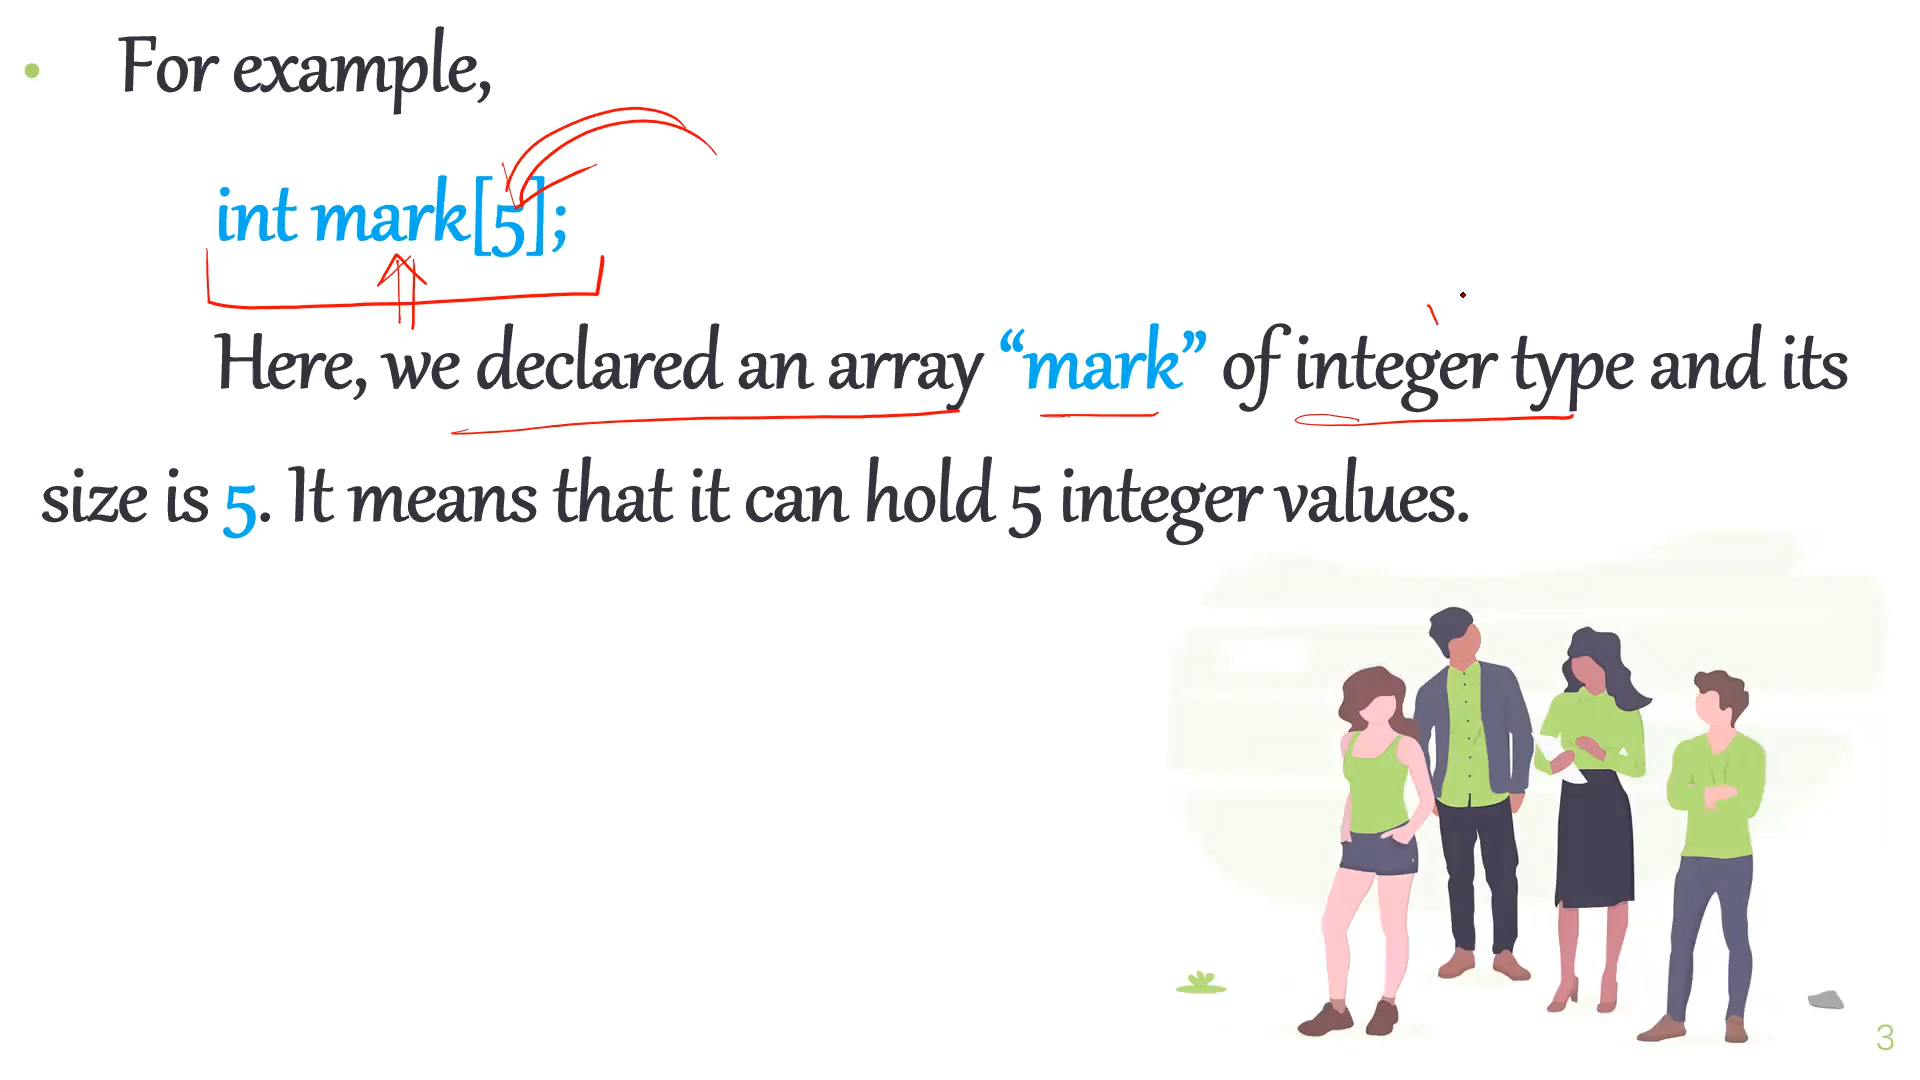 • For example,
int mark[5];
Here, we declared an array “mark” of integer type and its
size is 5. It means that it can hold 5 integer values.
3